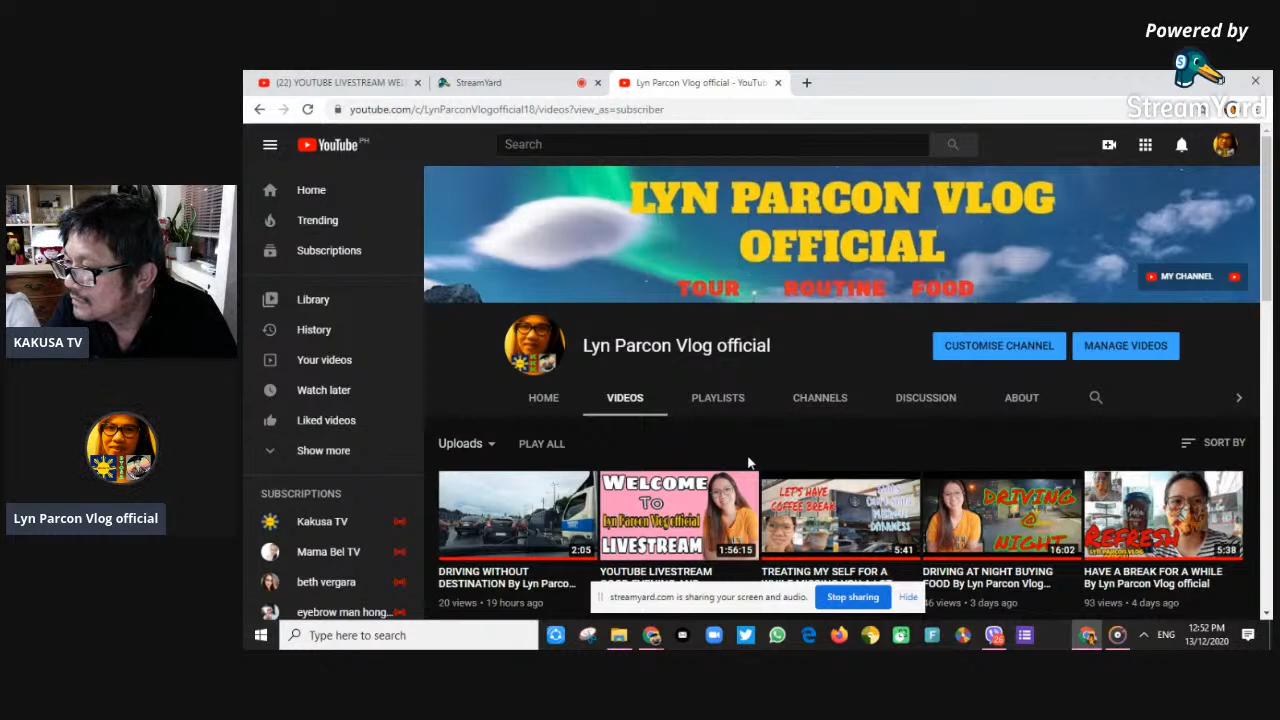 Powered by
StreamYard
(22) YOUTUBE LIVESTREAM WEL
StreamYard
Lyn Parcon Vlog official - YouTub
youtube.com/c/LynParconVlogofficial18/videos?view_as=subscriber
YouTube PH
Search
Home
Trending
Subscriptions
Library
History
Your videos
Watch later
Liked videos
Show more
SUBSCRIPTIONS
Kakusa TV
Mama Bel TV
beth vergara
eyebrow man hong...
LYN PARCON VLOG
OFFICIAL
TOUR . ROUTINE FOOD
MY CHANNEL
Lyn Parcon Vlog official
CUSTOMISE CHANNEL
MANAGE VIDEOS
HOME
VIDEOS
PLAYLISTS
CHANNELS
DISCUSSION
ABOUT
Uploads
PLAY ALL
SORT BY
2:05
WELCOME
To
Lyn Parcon Vlog official
LIVESTREAM
1:56:15
LET'S HAVE
COFFEE BREAK
5:41
DRIVING
@
NIGHT
16:02
REFRESH
LYN PARCON VLOG
OFFICIAL
5:38
DRIVING WITHOUT
DESTINATION By Lyn Parco...
20 views • 19 hours ago
YOUTUBE LIVESTREAM
TREATING MY SELF FOR A
DRIVING AT NIGHT BUYING
FOOD By Lyn Parcon Vlog...
46 views • 3 days ago
HAVE A BREAK FOR A WHILE
By Lyn Parcon Vlog official
93 views • 4 days ago
streamyard.com is sharing your screen and audio.
Stop sharing
Hide
Type here to search
26
ENG
12:52 PM
13/12/2020
KAKUSA TV
Lyn Parcon Vlog official